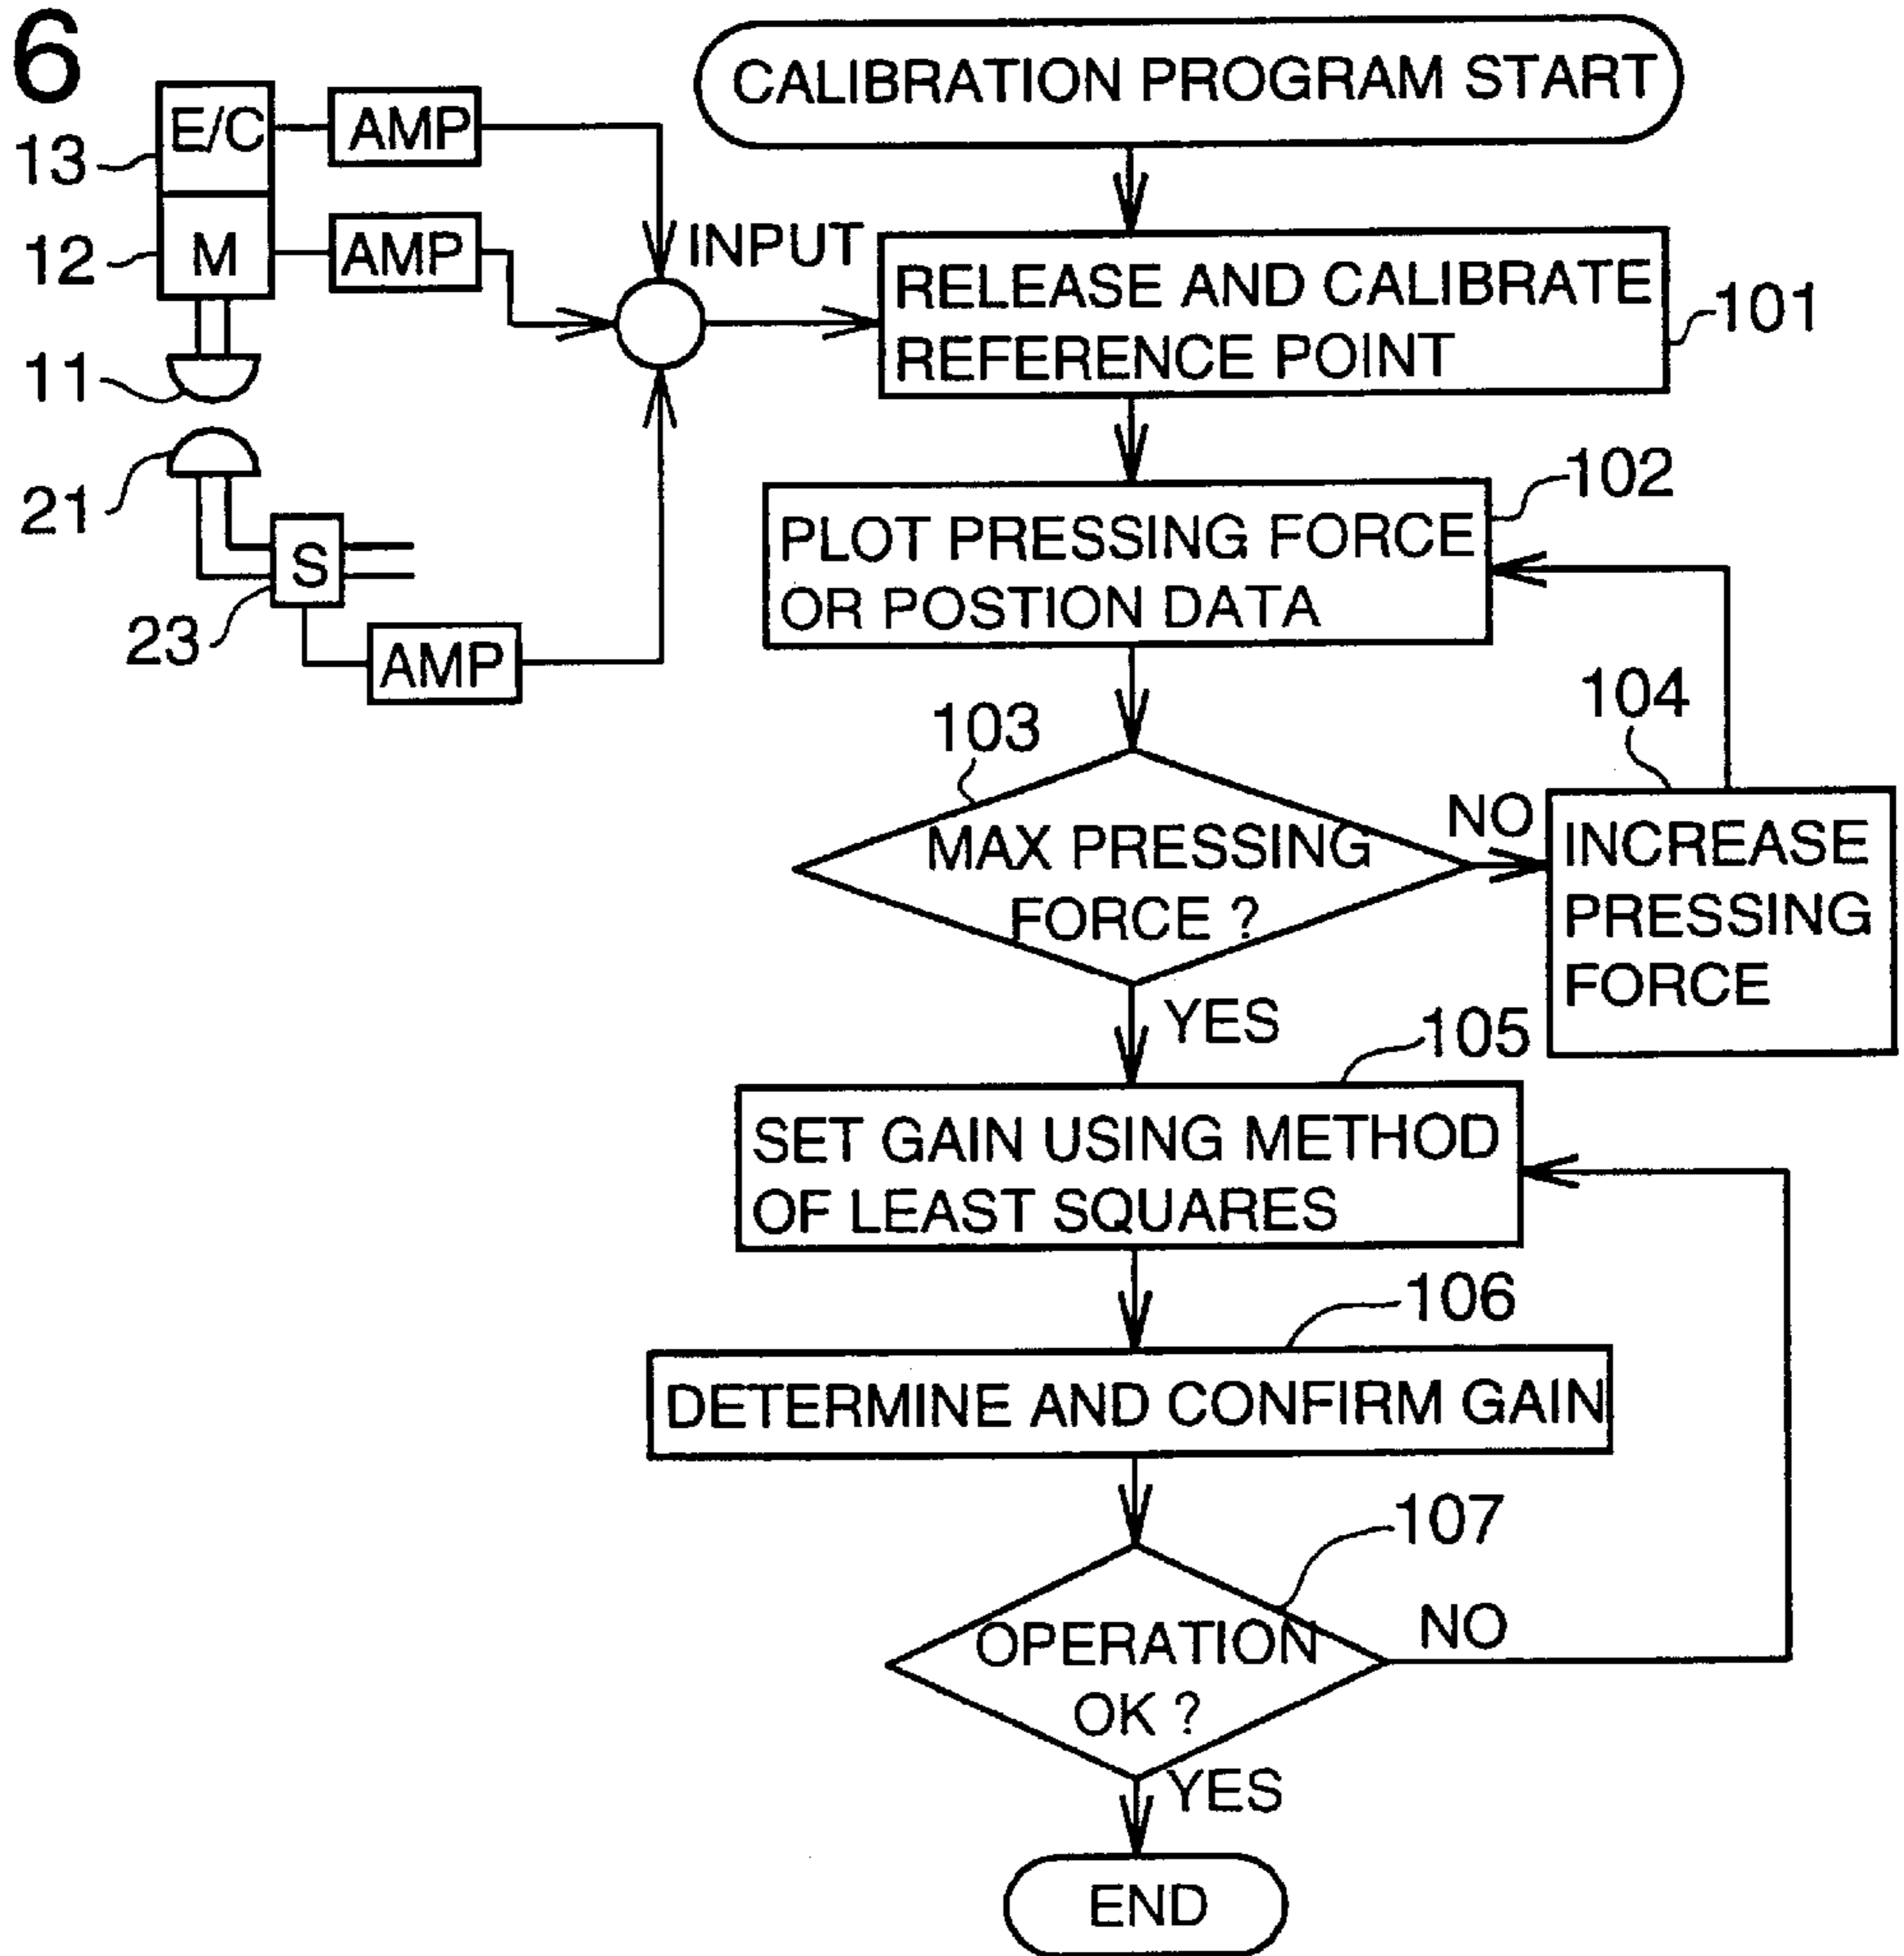 6
E/C
AMP
13
M
AMP
12
11
21
S
23
AMP
INPUT
CALIBRATION PROGRAM START
RELEASE AND CALIBRATE
REFERENCE POINT
101
PLOT PRESSING FORCE
OR POSTION DATA
102
103
MAX PRESSING
FORCE ?
NO
104
INCREASE
PRESSING
FORCE
YES
105
SET GAIN USING METHOD
OF LEAST SQUARES
106
DETERMINE AND CONFIRM GAIN
107
OPERATION
OK ?
NO
YES
END